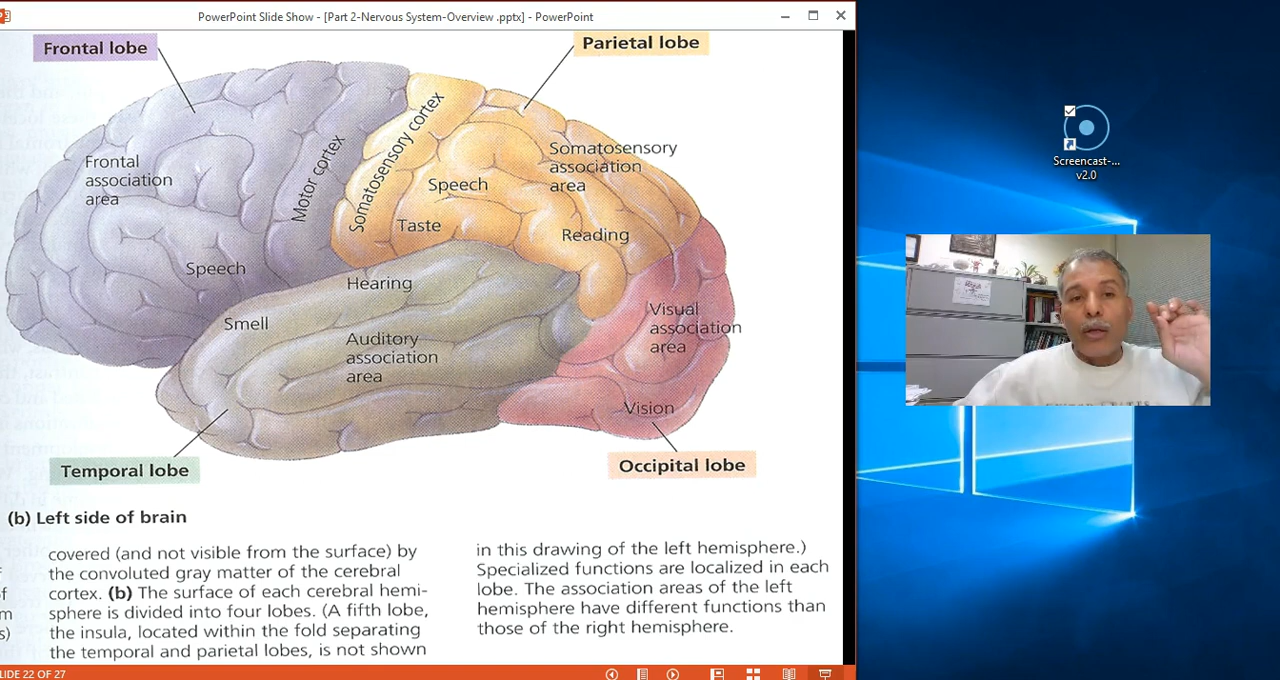 PowerPoint Slide Show - [Part 2-Nervous System-Overview .pptx] - PowerPoint
Frontal lobe
Parietal lobe
Frontal
association
area
Motor cortex
Somatosensory cortex
Somatosensory
association
area
Speech
Taste
Reading
Speech
Hearing
Smell
Auditory
association
area
Visual
association
area
Vision
Temporal lobe
Occipital lobe
(b) Left side of brain
covered (and not visible from the surface) by
the convoluted gray matter of the cerebral
cortex. (b) The surface of each cerebral hemi-
sphere is divided into four lobes. (A fifth lobe,
the insula, located within the fold separating
the temporal and parietal lobes, is not shown
in this drawing of the left hemisphere.)
Specialized functions are localized in each
lobe. The association areas of the left
hemisphere have different functions than
those of the right hemisphere.
LIDE 22 OF 27
Screencast-...
v2.0